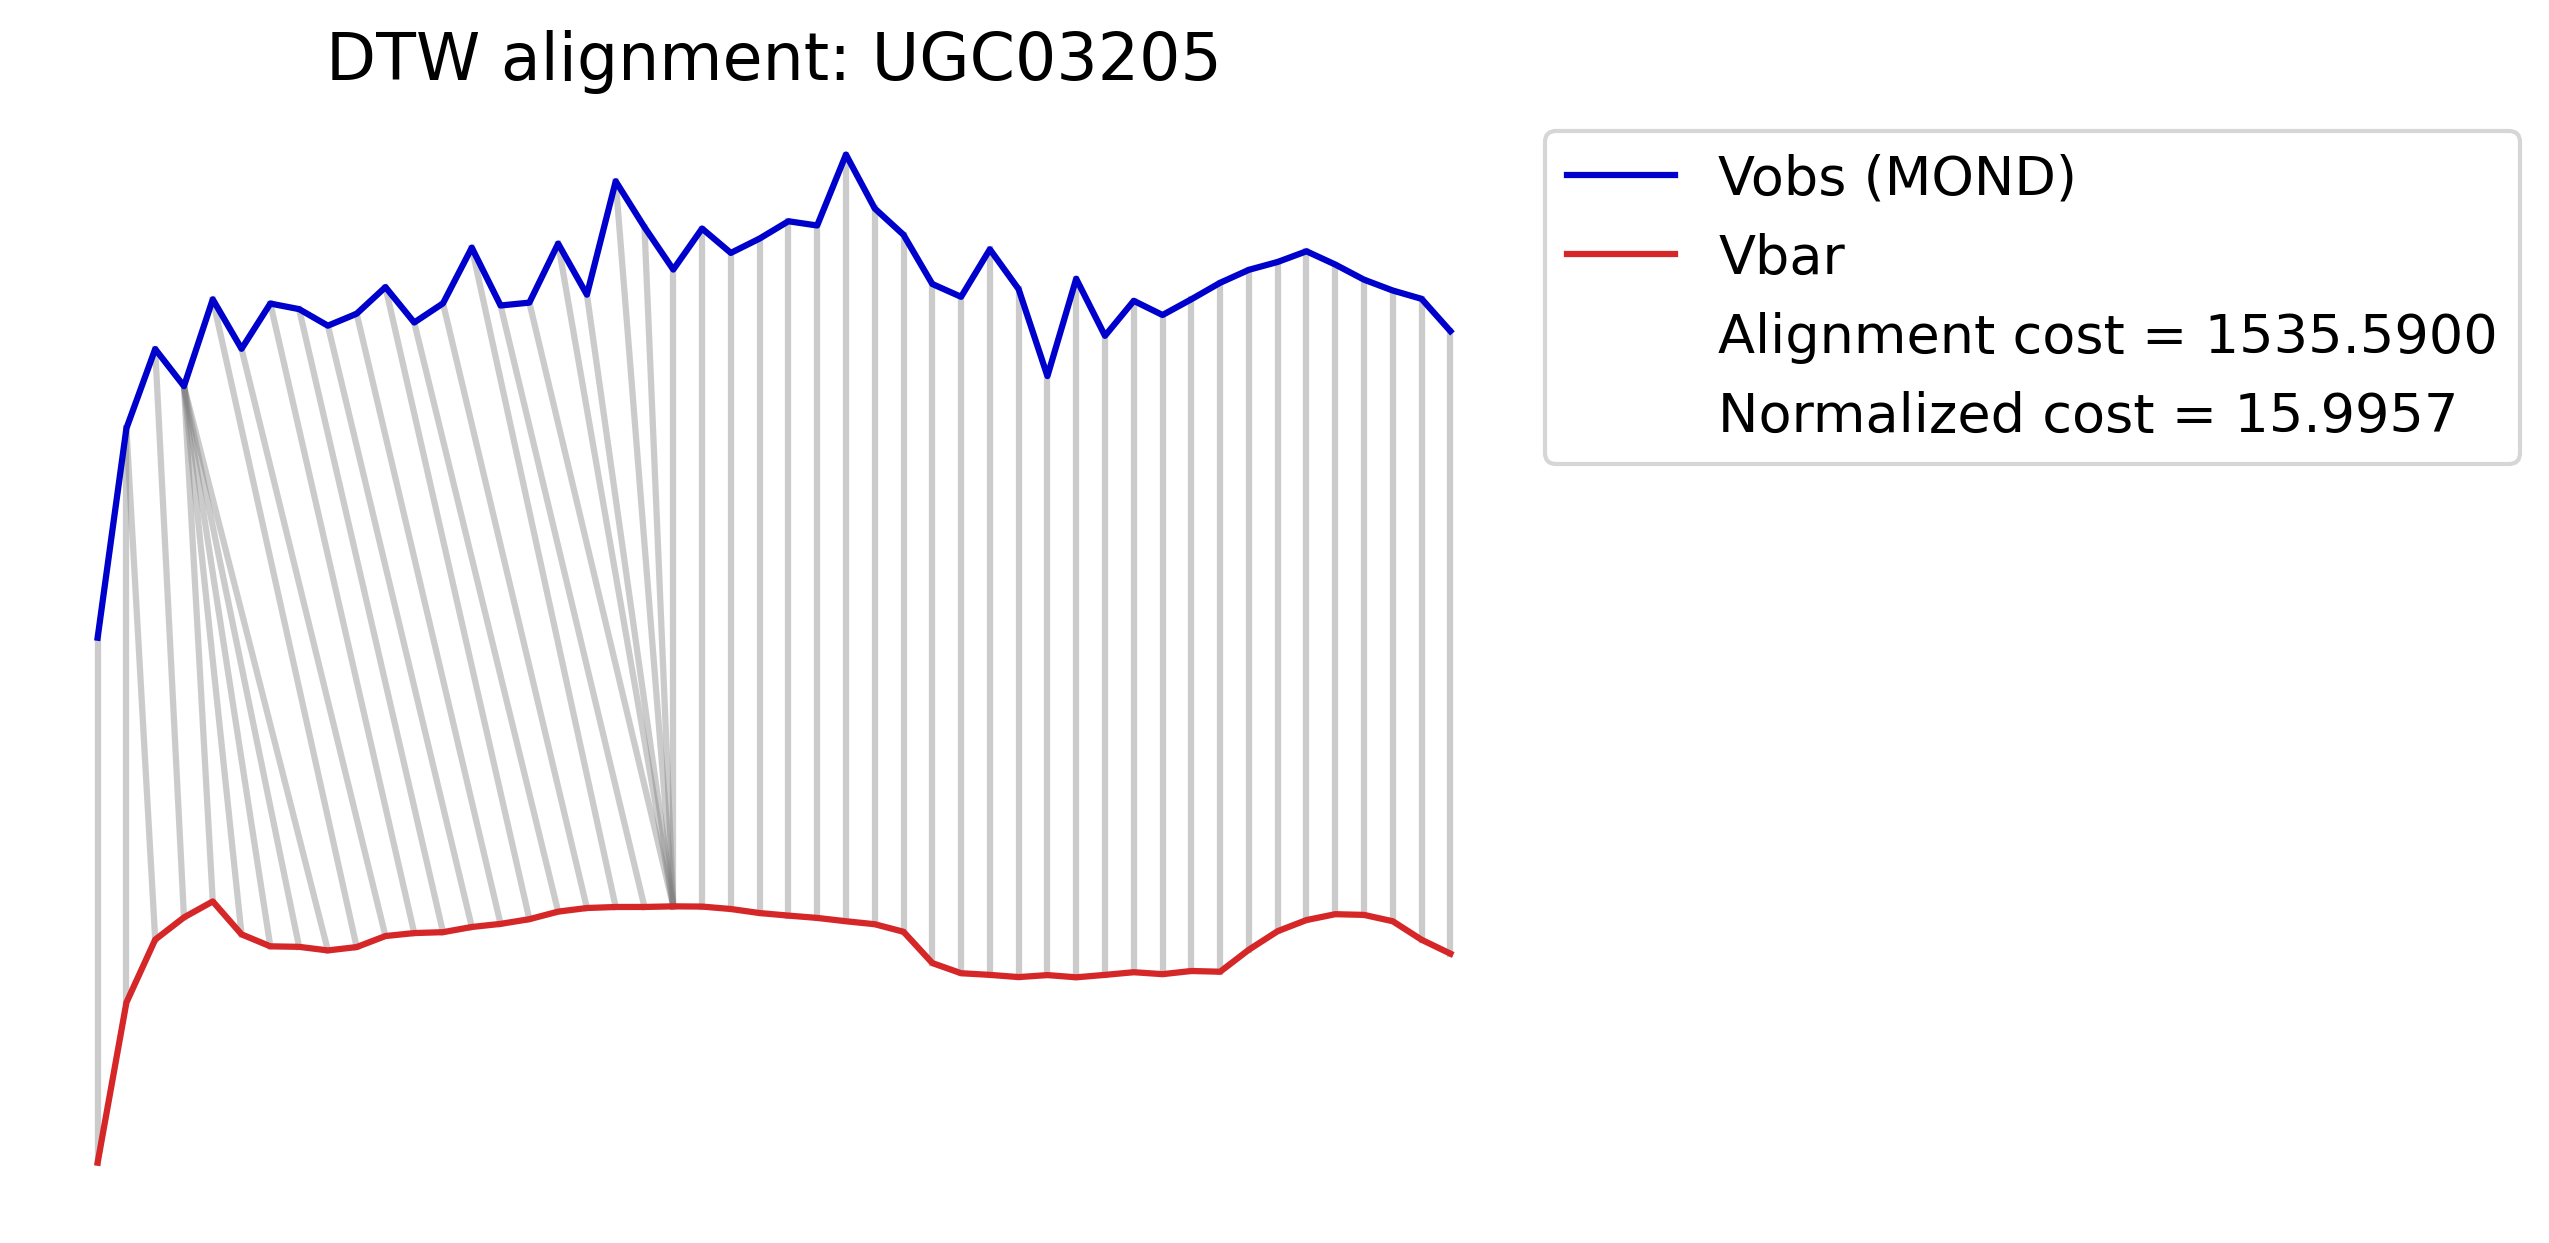 DTW alignment: UGC03205
Vobs (MOND)
Vbar
Alignment cost = 1535.5900
Normalized cost = 15.9957